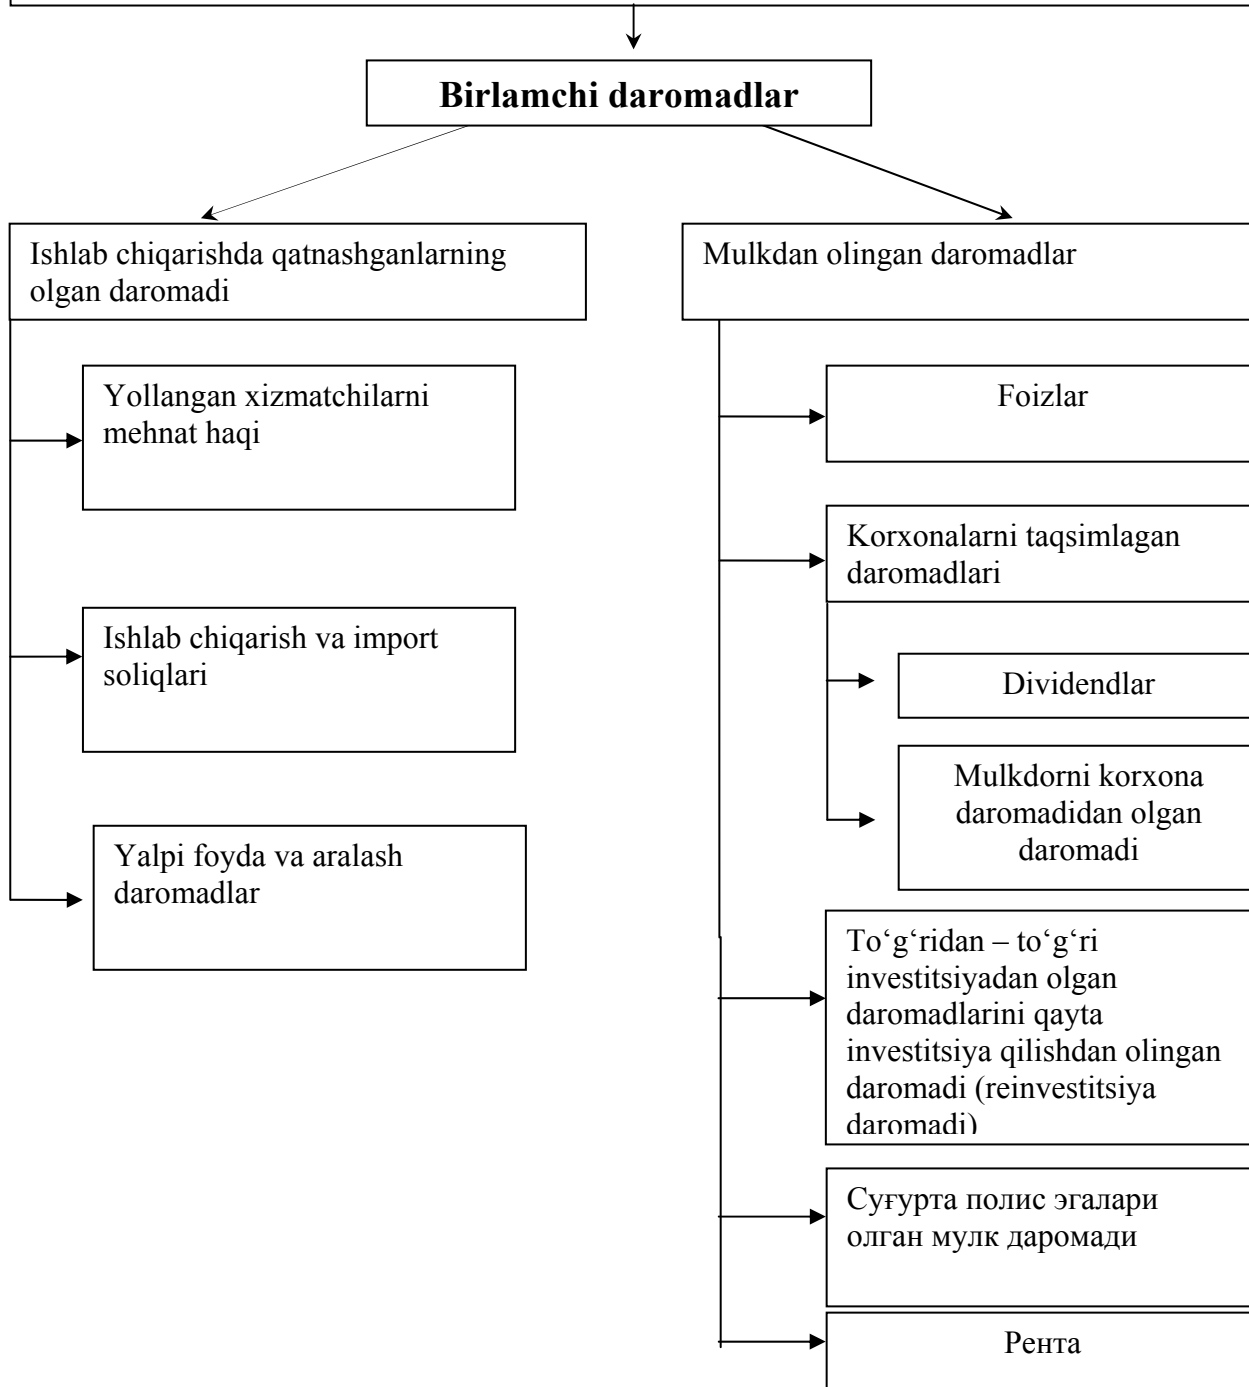 Birlamchi daromadlar
Ishlab chiqarishda qatnashganlarning
olgan daromadi
Yollangan xizmatchilarni
mehnat haqi
Ishlab chiqarish va import
soliqlari
Yalpi foyda va aralash
daromadlar
Mulkdan olingan daromadlar
Foizlar
Korxonalarni taqsimlagan
daromadlari
Dividendlar
Mulkdorni korxona
daromadidan olgan
daromadi
To‘g‘ridan – to‘g‘ri
investitsiyadan olgan
daromadlarini qayta
investitsiya qilishdan olingan
daromadi (reinvestitsiya
daromadi)
Суғурта полис эгалари
олган мулк даромади
Рента